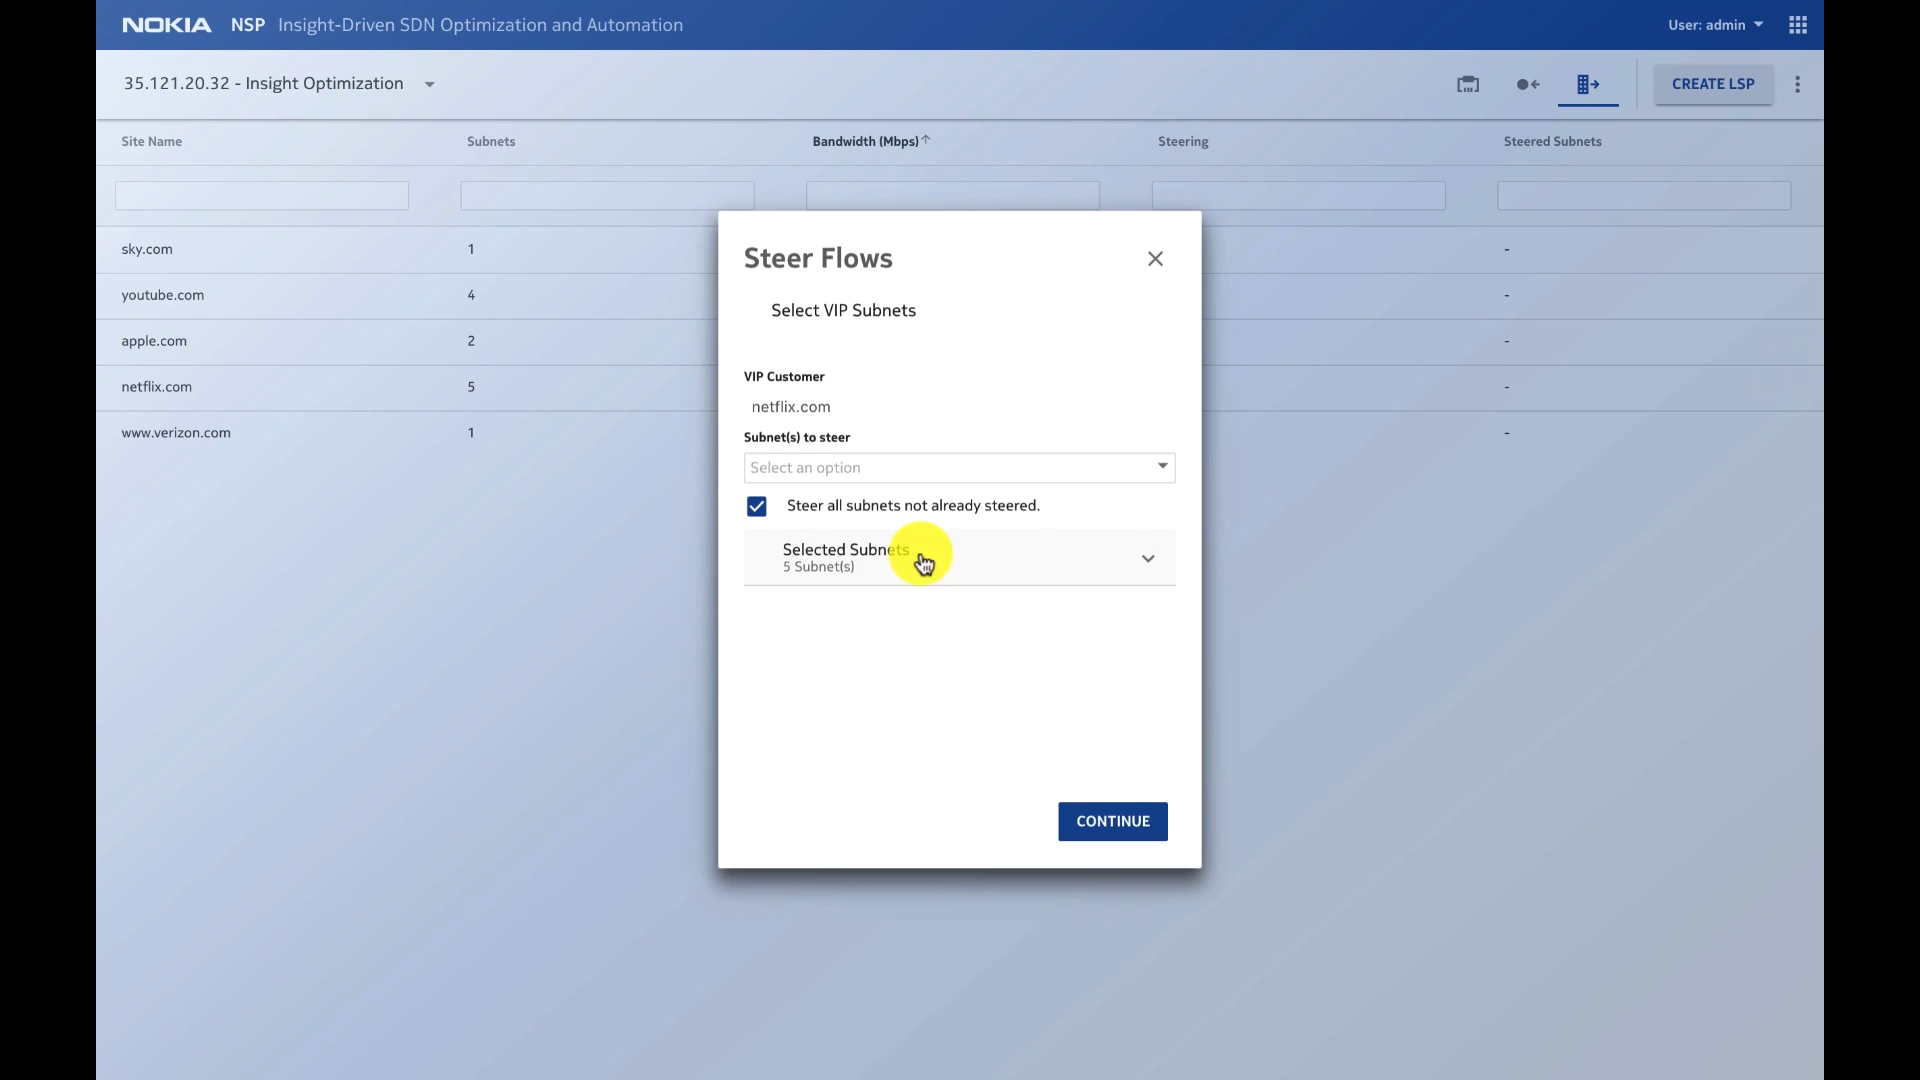 NOKIA NSP Insight-Driven SDN Optimization and Automation User: admin
35.121.20.32 - Insight Optimization CREATE LSP
Site Name Subnets Bandwidth (Mbps) Steering Steered Subnets
sky.com 1 -
youtube.com 4 -
apple.com 2 -
netflix.com 5 -
www.verizon.com 1 -
Steer Flows
Select VIP Subnets
VIP Customer
netflix.com
Subnet(s) to steer
Select an option
Steer all subnets not already steered.
Selected Subnets
5 Subnet(s)
CONTINUE